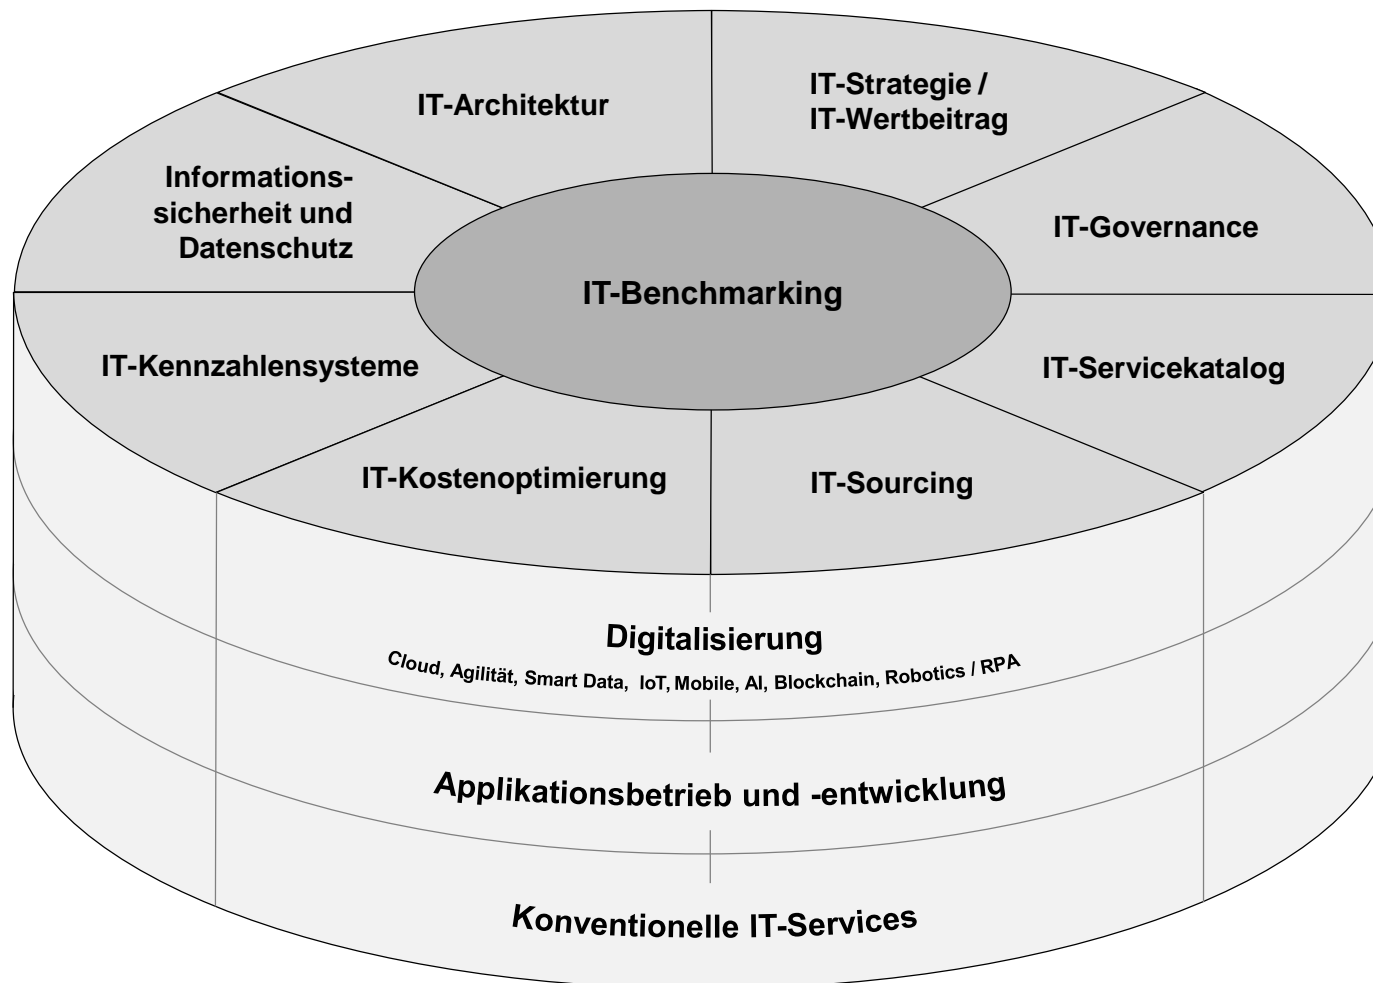 IT-Architektur
IT-Strategie /
IT-Wertbeitrag
Informations-
sicherheit und
Datenschutz
IT-Governance
IT-Benchmarking
IT-Kennzahlensysteme
IT-Servicekatalog
IT-Kostenoptimierung
IT-Sourcing
Digitalisierung
Cloud, Agilität, Smart Data, IoT, Mobile, AI, Blockchain, Robotics / RPA
Applikationsbetrieb und -entwicklung
Konventionelle IT-Services